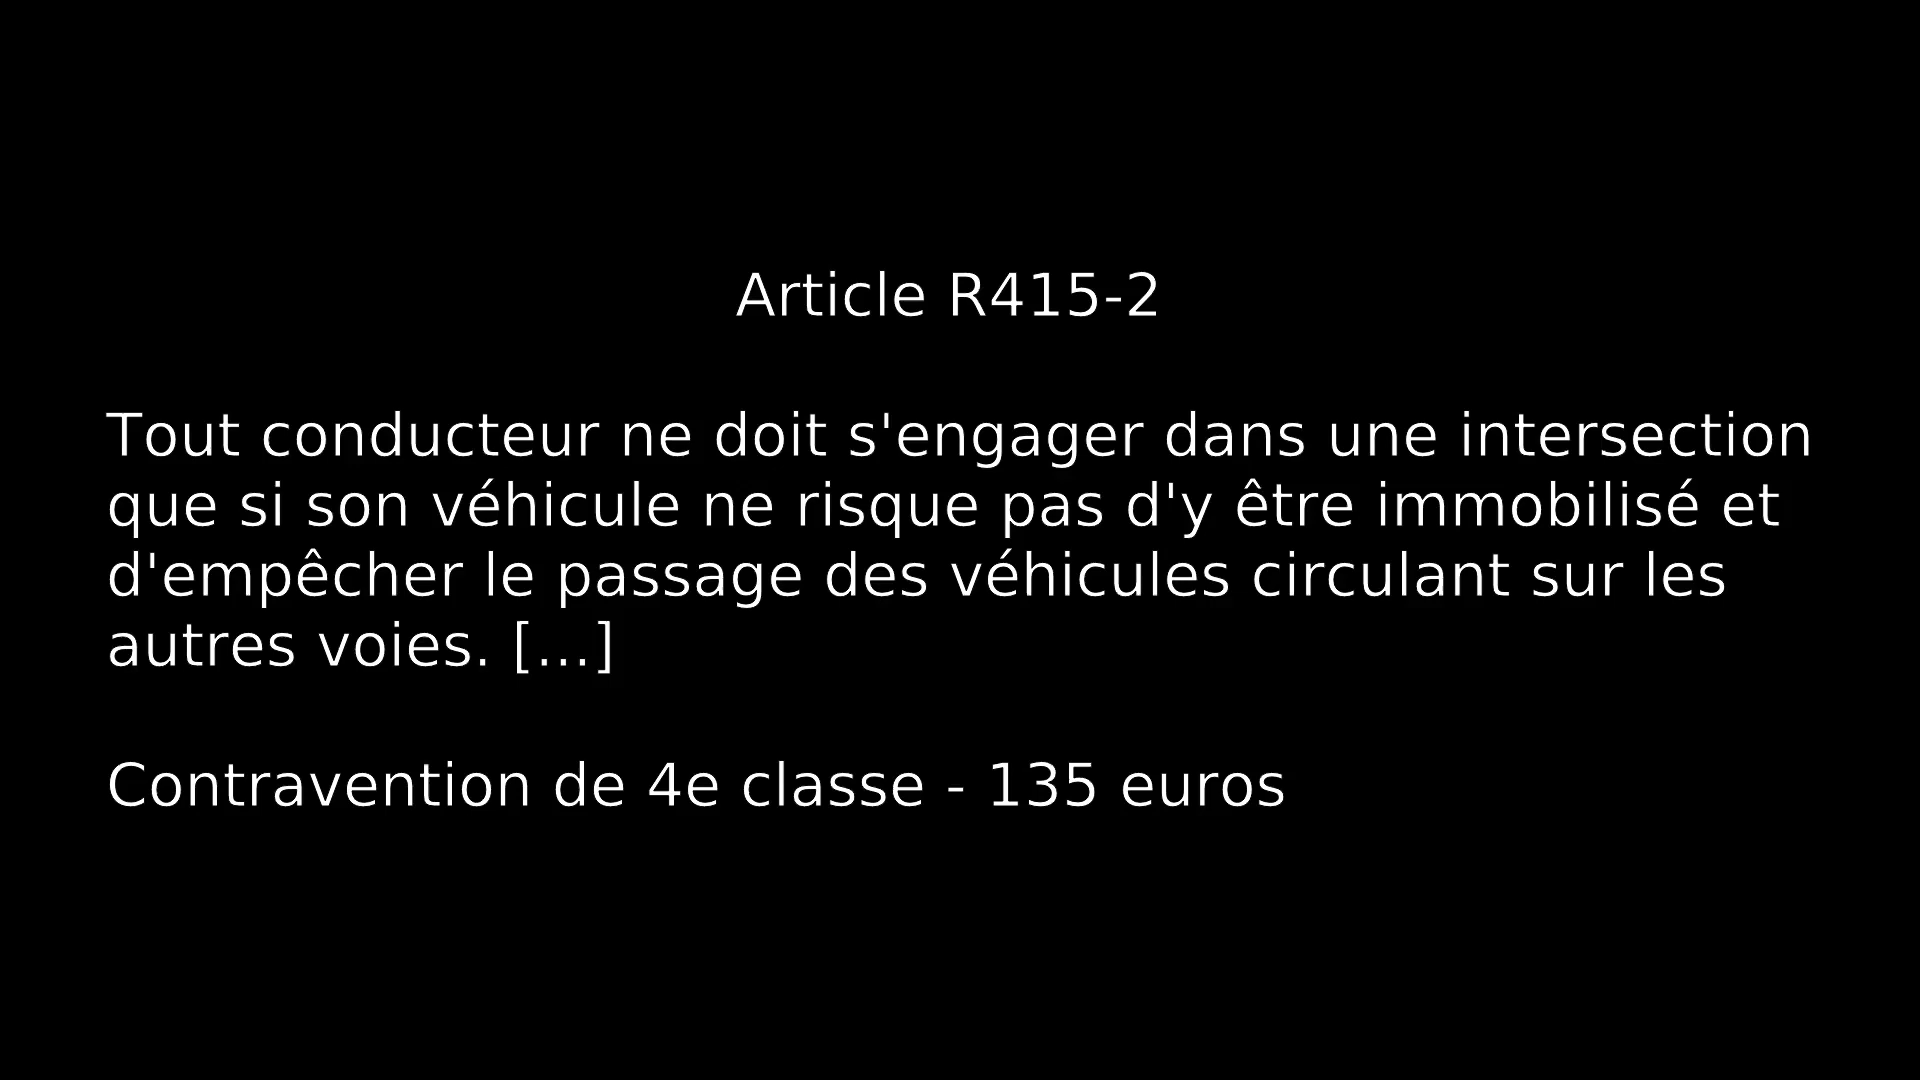 Article R415-2
Tout conducteur ne doit s'engager dans une intersection
que si son véhicule ne risque pas d'y être immobilisé et
d'empêcher le passage des véhicules circulant sur les
autres voies. [...]
Contravention de 4e classe - 135 euros